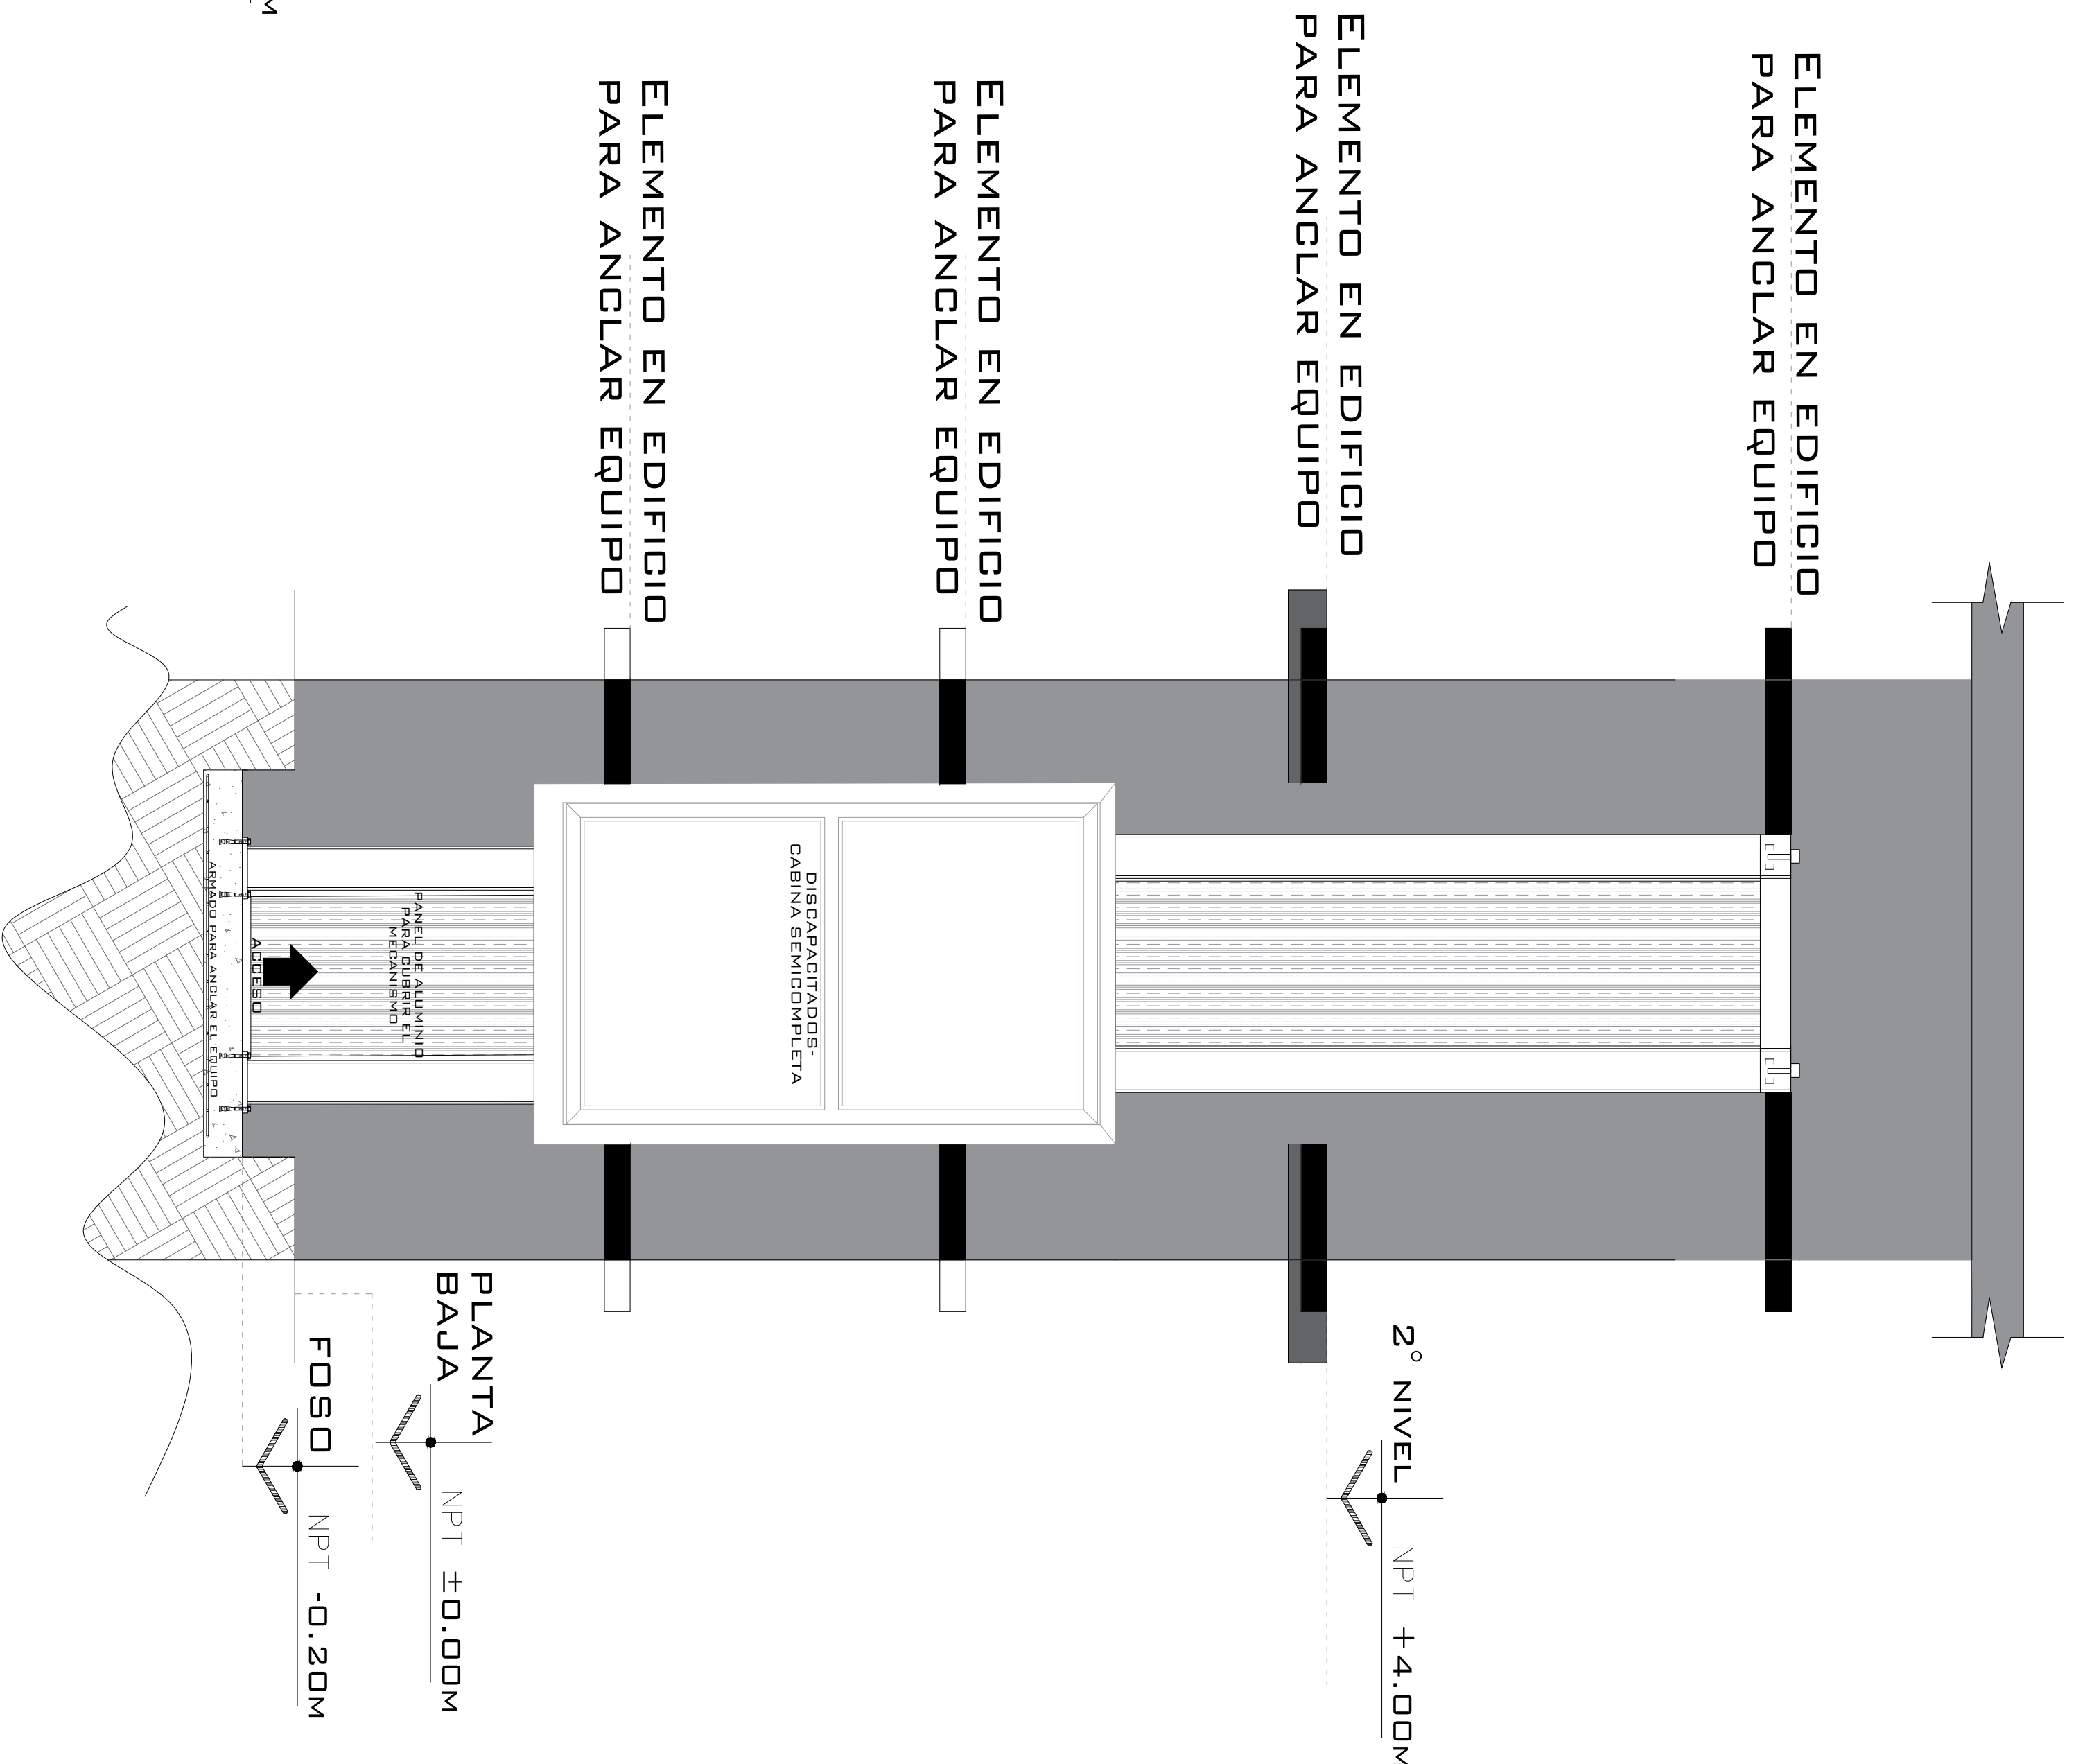 ELEMENTO EN EDIFICIO
PARA ANCLAR EQUIPO
2° NIVEL NPT +4.00M
ELEMENTO EN EDIFICIO
PARA ANCLAR EQUIPO
ELEMENTO EN EDIFICIO
PARA ANCLAR EQUIPO
DISCAPACITADOS-
CABINA SEMICOMPLETA
ELEMENTO EN EDIFICIO
PARA ANCLAR EQUIPO
PLANTA
BAJA NPT ±0.00M
PANEL DE ALUMINIO
PARA CUBRIR EL
MECANISMO
FOSO NPT -0.20M
ACCESO
ARMADO PARA ANCLAR EL EQUIPO